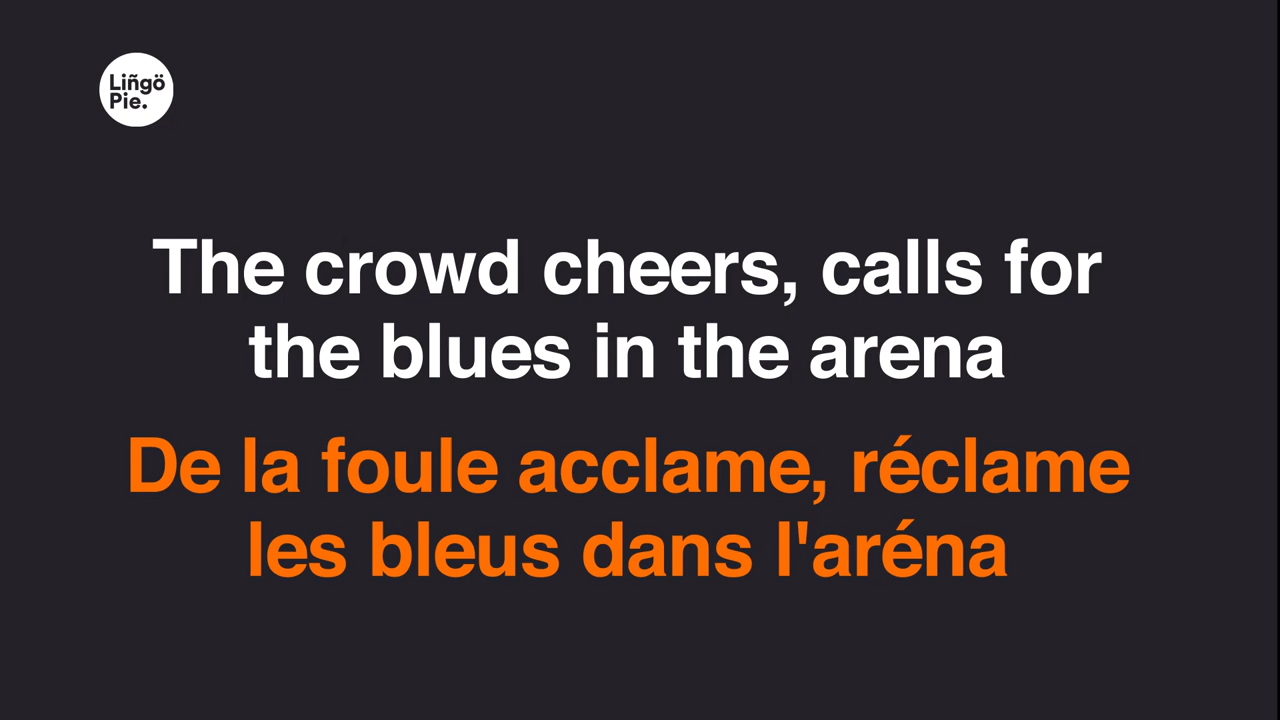 Liñgö
Pie.
The crowd cheers, calls for
the blues in the arena
De la foule acclame, réclame
les bleus dans l'aréna